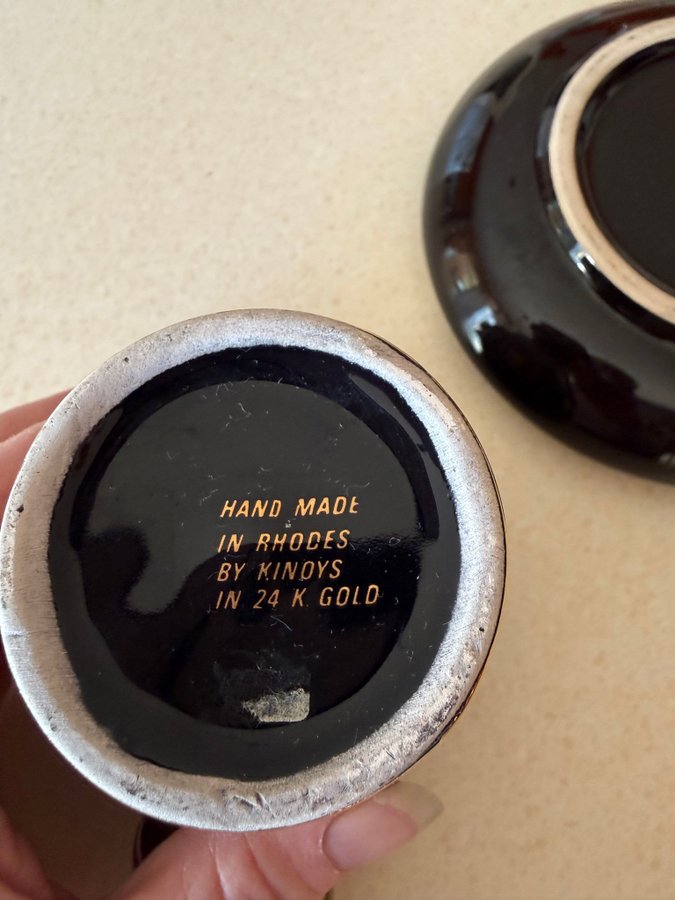 HAND MADE
IN RHODES
BY KINOYS
IN 24 K. GOLD